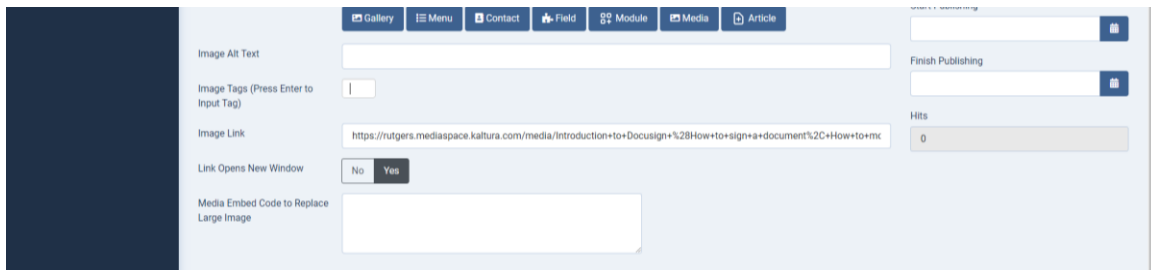 Gallery Menu Contact Field Module Media Article
Start Publishing
Image Alt Text
Finish Publishing
Image Tags (Press Enter to
Input Tag)
Image Link
https://rutgers.mediaspace.kaltura.com/media/Introduction+to+Docusign+%28How+to+sign+a+document%2C+How+to+mc
Hits
0
Link Opens New Window
No Yes
Media Embed Code to Replace
Large Image